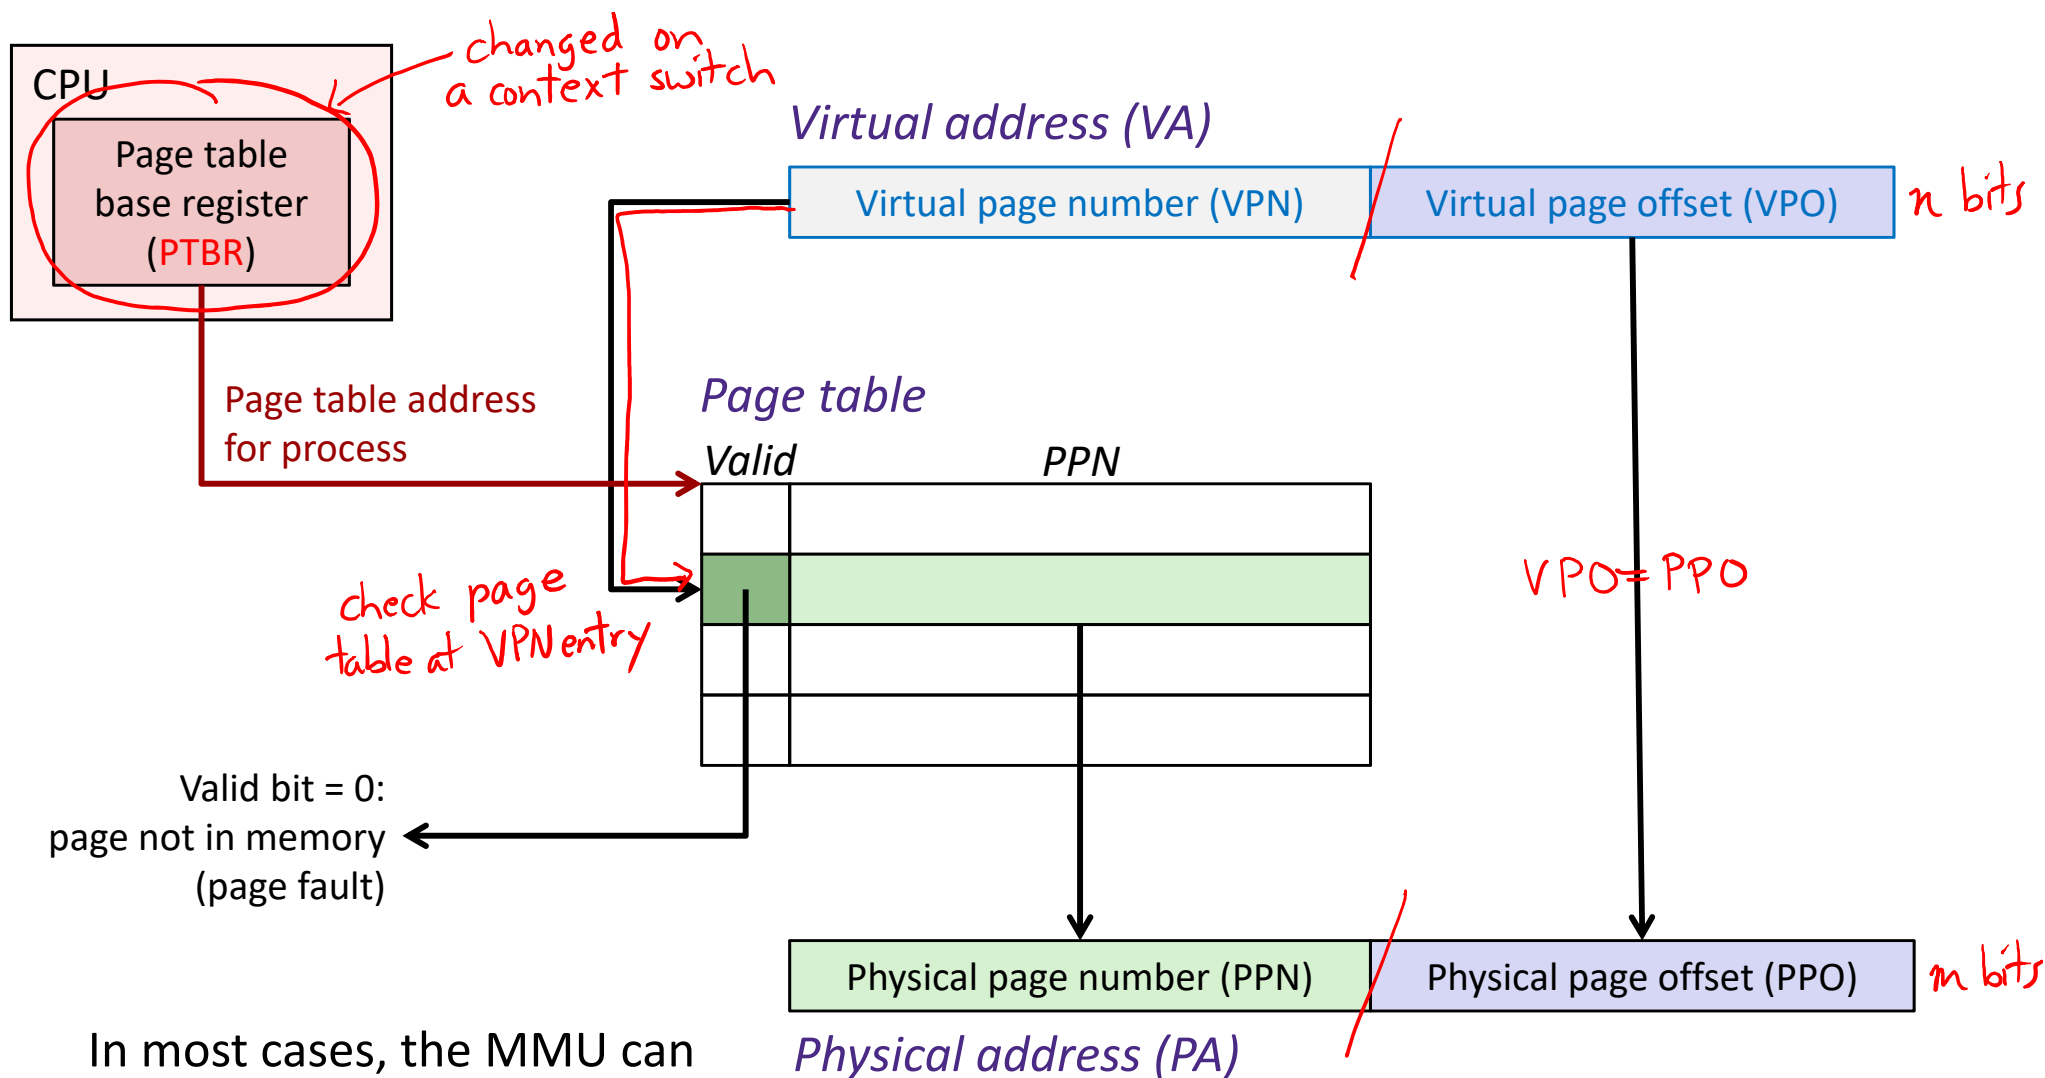 changed on
a context switch
CPU
Page table
base register
(PTBR)
Virtual address (VA)
Virtual page number (VPN)
Virtual page offset (VPO)
n bits
Page table address
for process
Page table
Valid
PPN
check page
table at VPN entry
VPO=PPO
Valid bit = 0:
page not in memory
(page fault)
Physical page number (PPN)
Physical page offset (PPO)
m bits
In most cases, the MMU can
Physical address (PA)